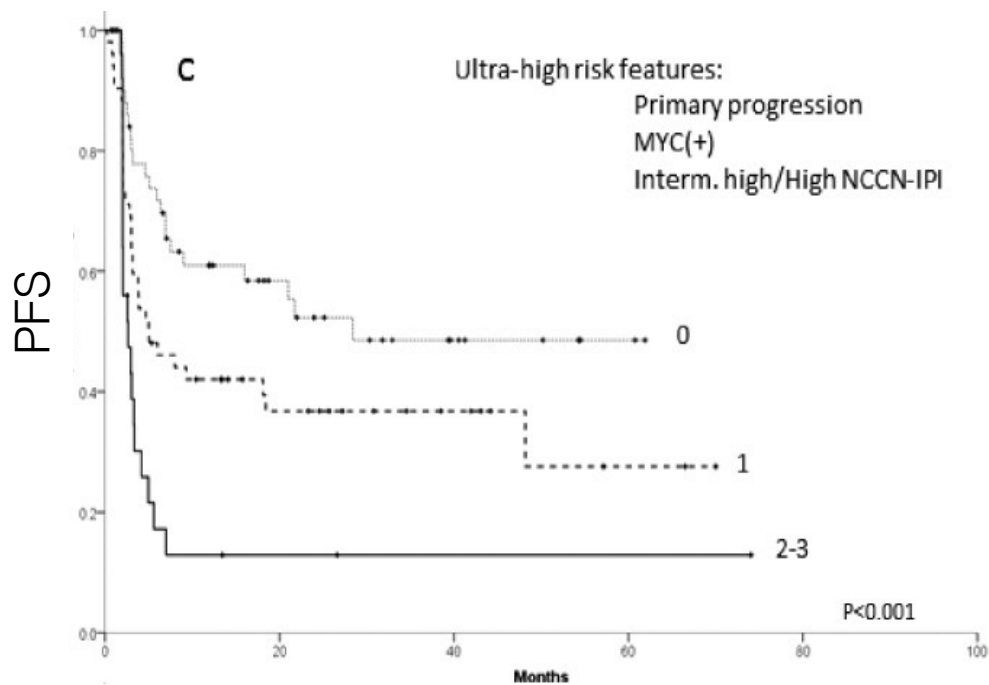 C
Ultra-high risk features:
Primary progression
MYC(+)
Interm. high/High NCCN-IPI
PFS
1.0
0.8
0.6
0.4
0.2
0.0
0
1
2-3
P<0.001
0 20 40 60 80 100
Months